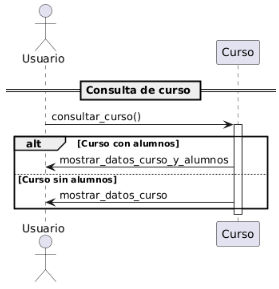 Usuario
Curso
Consulta de curso
consultar_curso()
alt [Curso con alumnos]
mostrar_datos_curso_y_alumnos
[Curso sin alumnos]
mostrar_datos_curso
Usuario
Curso